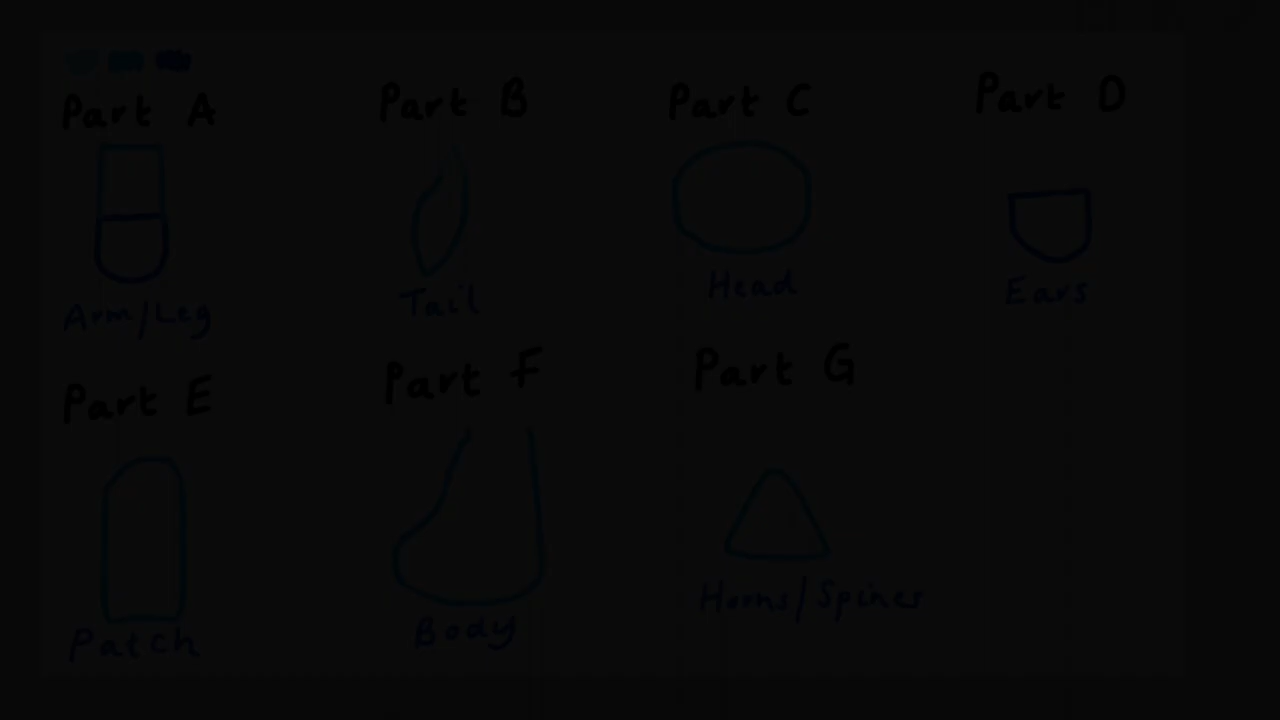 Part A
Part B
Part C
Part D
Arm/Leg
Tail
Head
Ears
Part E
Part F
Part G
Patch
Body
Horns/Spines